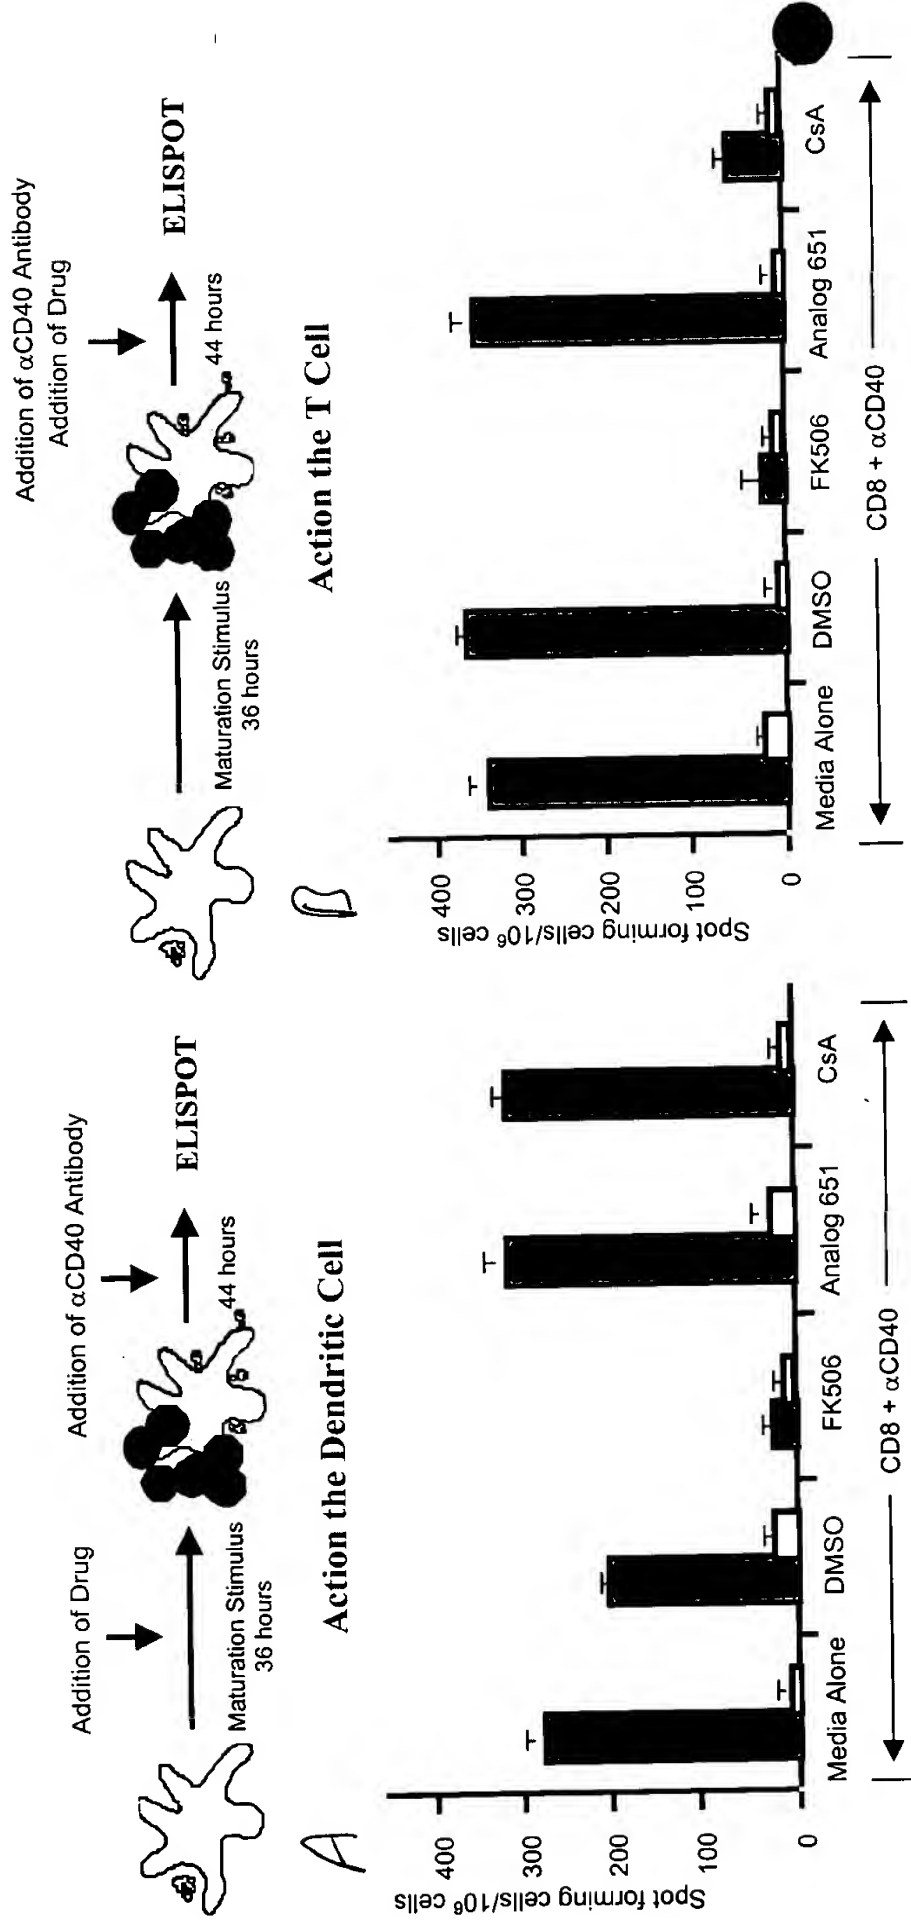 A
Addition of Drug
Addition of αCD40 Antibody
Maturation Stimulus
36 hours
44 hours
ELISPOT
Action the Dendritic Cell
Spot forming cells/10⁶ cells
400
300
200
100
0
Media Alone
DMSO
FK506
Analog 651
CsA
CD8 + αCD40
B
Addition of αCD40 Antibody
Addition of Drug
Maturation Stimulus
36 hours
44 hours
ELISPOT
Action the T Cell
Spot forming cells/10⁶ cells
400
300
200
100
0
Media Alone
DMSO
FK506
Analog 651
CsA
CD8 + αCD40